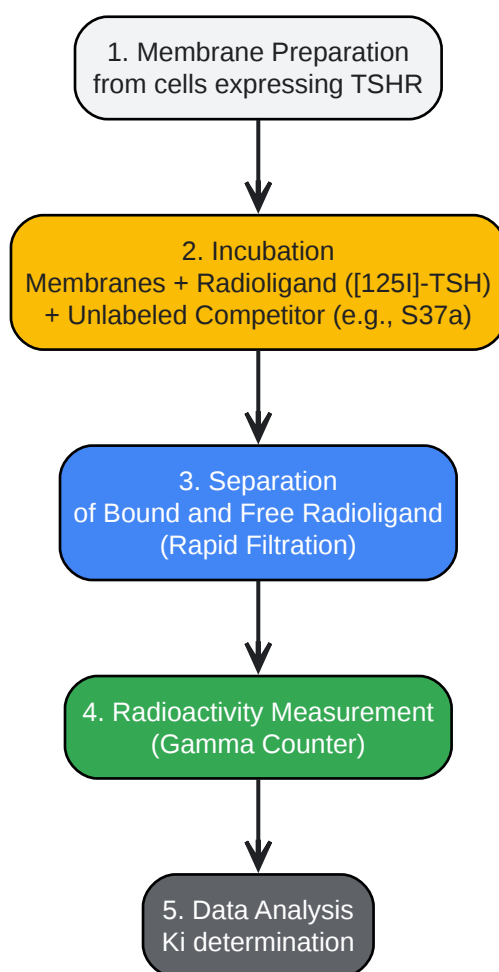 1. Membrane Preparation
from cells expressing TSHR
2. Incubation
Membranes + Radioligand ([125I]-TSH)
+ Unlabeled Competitor (e.g., S37a)
3. Separation
of Bound and Free Radioligand
(Rapid Filtration)
4. Radioactivity Measurement
(Gamma Counter)
5. Data Analysis
Ki determination